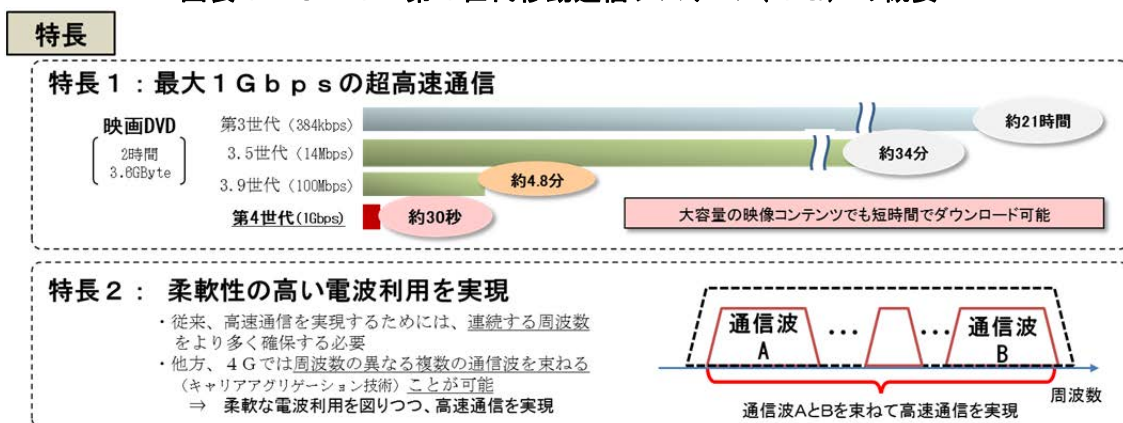 特長
特長1：最大1Gbpsの超高速通信
映画DVD
2時間
3.6GByte
第3世代（384kbps）
約21時間
3.5世代（14Mbps）
約34分
3.9世代（100Mbps）
約4.8分
第4世代(1Gbps)
約30秒
大容量の映像コンテンツでも短時間でダウンロード可能
特長2： 柔軟性の高い電波利用を実現
・従来、高速通信を実現するためには、連続する周波数
をより多く確保する必要
・他方、4Gでは周波数の異なる複数の通信波を束ねる
（キャリアアグリゲーション技術）ことが可能
⇒ 柔軟な電波利用を図りつつ、高速通信を実現
通信波
A
…
…
通信波
B
周波数
通信波AとBを束ねて高速通信を実現